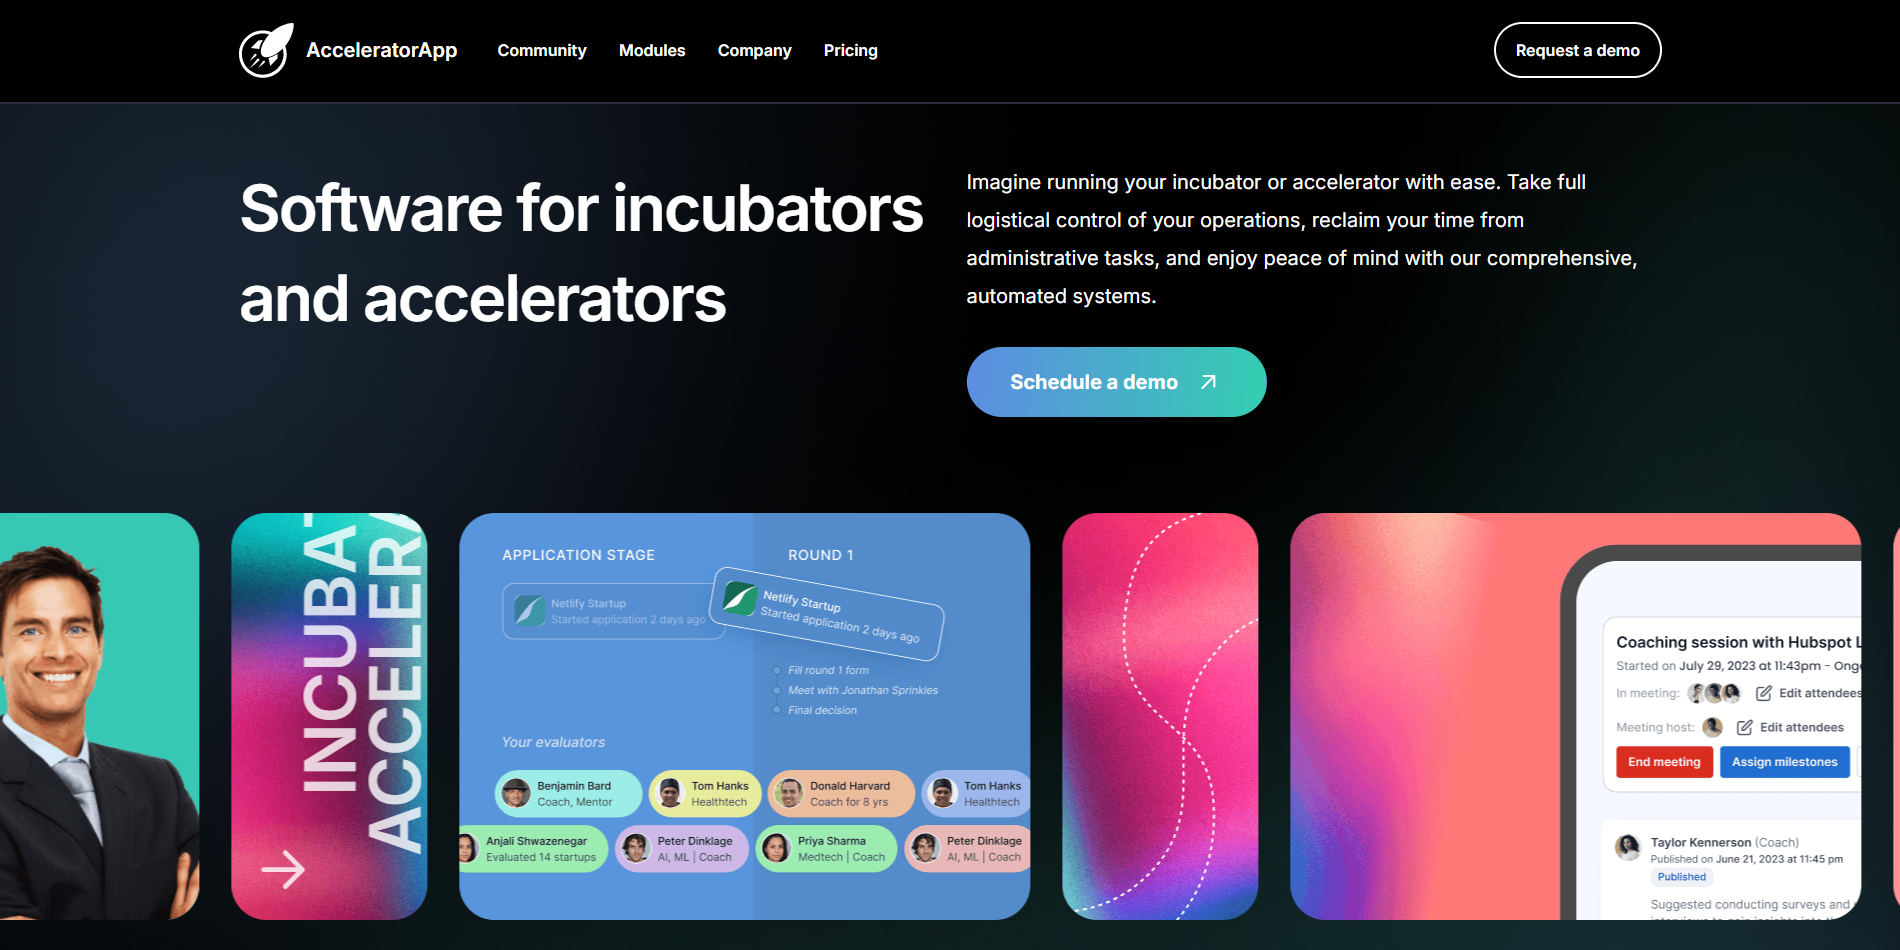 AcceleratorApp
Community
Modules
Company
Pricing
Request a demo
Software for incubators
and accelerators
Imagine running your incubator or accelerator with ease. Take full
logistical control of your operations, reclaim your time from
administrative tasks, and enjoy peace of mind with our comprehensive,
automated systems.
Schedule a demo
INCUBA
ACCELERA
APPLICATION STAGE
Netlify Startup
Started application 2 days ago
ROUND 1
Netlify Startup
Started application 2 days ago
Fill round 1 form
Meet with Jonathan Sprinkles
Final decision
Your evaluators
Benjamin Bard
Coach, Mentor
Tom Hanks
Healthtech
Donald Harvard
Coach for 8 yrs
Tom Hanks
Healthtech
Anjali Shwazenegar
Evaluated 14 startups
Peter Dinklage
AI, ML | Coach
Priya Sharma
Medtech | Coach
Peter Dinklage
AI, ML | Coach
Coaching session with Hubspot L
Started on July 29, 2023 at 11:43pm - Ongo
In meeting:
Edit attendees
Meeting host:
Edit attendees
End meeting
Assign milestones
Taylor Kennerson (Coach)
Published on June 21, 2023 at 11:45 pm
Published
Suggested conducting surveys and